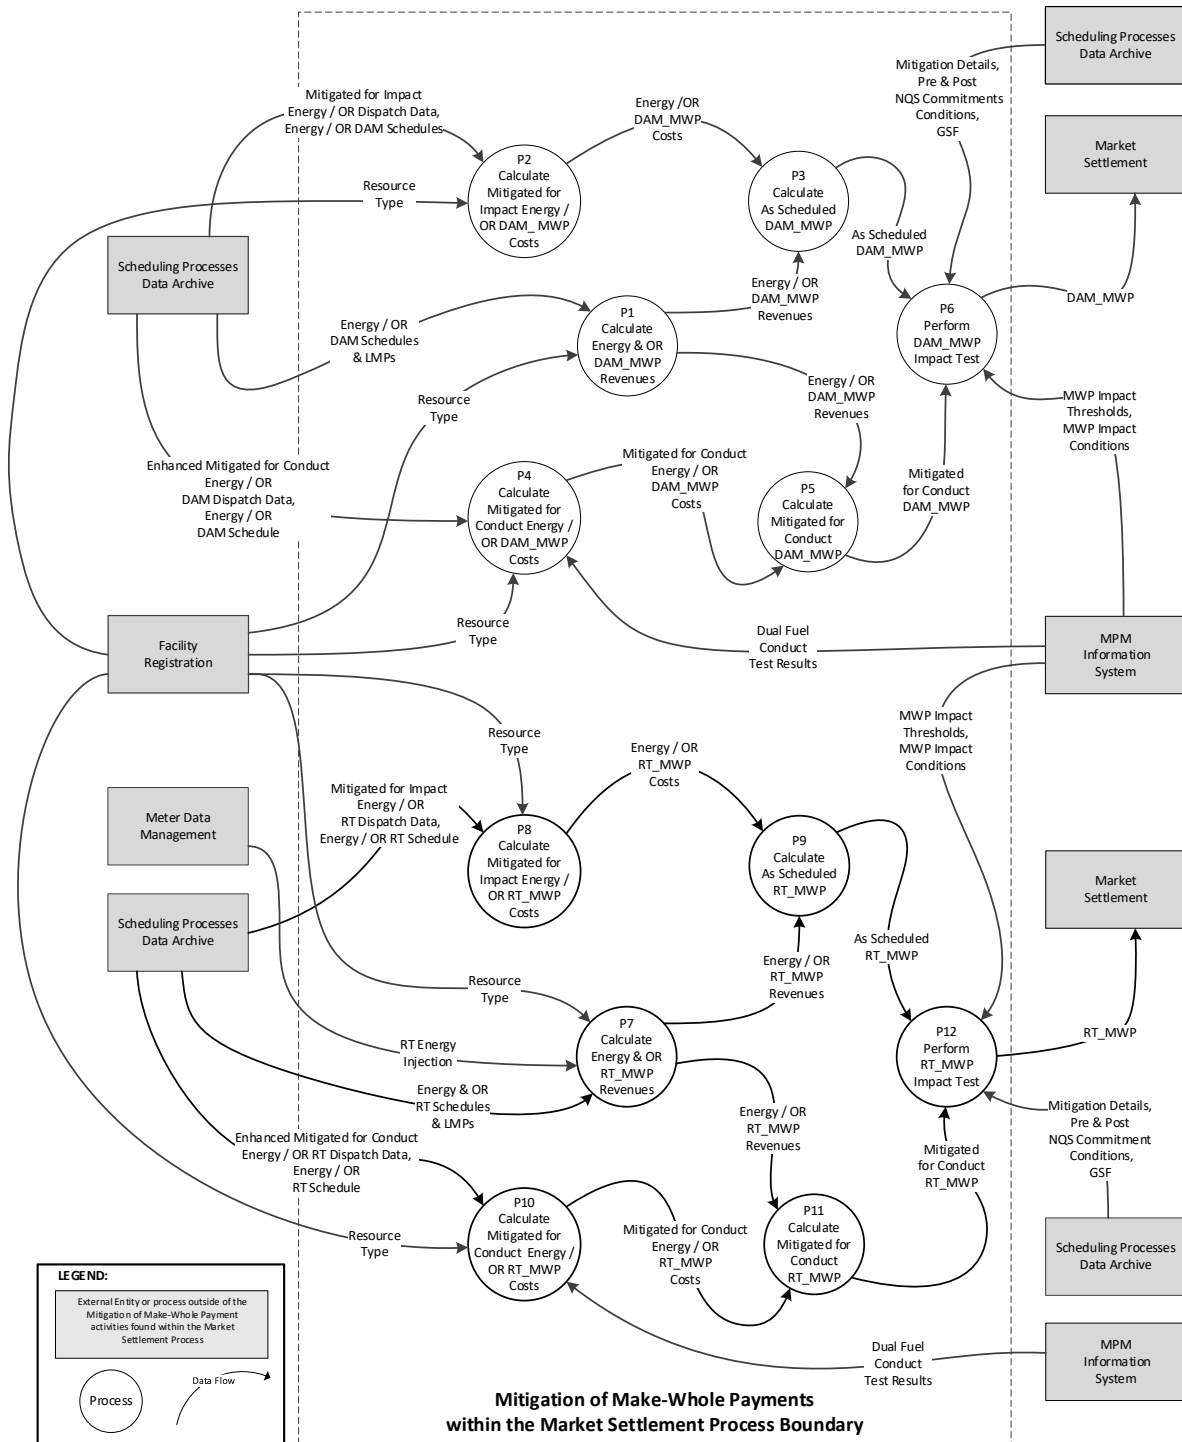 Scheduling Processes
Data Archive
Mitigation Details,
Pre & Post
NQS Commitments
Conditions,
GSF
Market
Settlement
Mitigated for Impact
Energy / OR Dispatch Data,
Energy / OR DAM Schedules
Energy /OR
DAM_MWP
Costs
P2
Calculate
Mitigated for
Impact Energy /
OR DAM_ MWP
Costs
P3
Calculate
As Scheduled
DAM_MWP
Resource
Type
As Scheduled
DAM_MWP
Scheduling Processes
Data Archive
Energy / OR
DAM_MWP
Revenues
DAM_MWP
P6
Perform
DAM_MWP
Impact Test
Energy / OR
DAM Schedules
& LMPs
P1
Calculate
Energy & OR
DAM_MWP
Revenues
Resource
Type
Energy / OR
DAM_MWP
Revenues
MWP Impact
Thresholds,
MWP Impact
Conditions
Enhanced Mitigated for Conduct
Energy / OR
DAM Dispatch Data,
Energy / OR
DAM Schedule
P4
Calculate
Mitigated for
Conduct Energy /
OR DAM_MWP
Costs
Mitigated for Conduct
Energy / OR
DAM_MWP
Costs
P5
Calculate
Mitigated for
Conduct
DAM_MWP
Mitigated
for Conduct
DAM_MWP
Facility
Registration
Resource
Type
Dual Fuel
Conduct
Test Results
MPM
Information
System
MWP Impact
Thresholds,
MWP Impact
Conditions
Resource
Type
Energy / OR
RT_MWP
Costs
Meter Data
Management
Mitigated for Impact
Energy / OR
RT Dispatch Data,
Energy / OR RT Schedule
P8
Calculate
Mitigated for
Impact Energy /
OR RT_MWP
Costs
P9
Calculate
As Scheduled
RT_MWP
Market
Settlement
Scheduling Processes
Data Archive
As Scheduled
RT_MWP
Energy / OR
RT_MWP
Revenues
Resource
Type
P7
Calculate
Energy & OR
RT_MWP
Revenues
P12
Perform
RT_MWP
Impact Test
RT_MWP
RT Energy
Injection
Energy & OR
RT Schedules
& LMPs
Energy / OR
RT_MWP
Revenues
Mitigation Details,
Pre & Post
NQS Commitment
Conditions,
GSF
Enhanced Mitigated for Conduct
Energy / OR RT Dispatch Data,
Energy / OR
RT Schedule
Mitigated
for Conduct
RT_MWP
P10
Calculate
Mitigated for
Conduct Energy /
OR RT_MWP
Costs
Resource
Type
Mitigated for Conduct
Energy / OR
RT_MWP
Costs
P11
Calculate
Mitigated for
Conduct
RT_MWP
Scheduling Processes
Data Archive
LEGEND:
External Entity or process outside of the
Mitigation of Make-Whole Payment
activities found within the Market
Settlement Process
Process
Data Flow
Dual Fuel
Conduct
Test Results
MPM
Information
System
Mitigation of Make-Whole Payments
within the Market Settlement Process Boundary